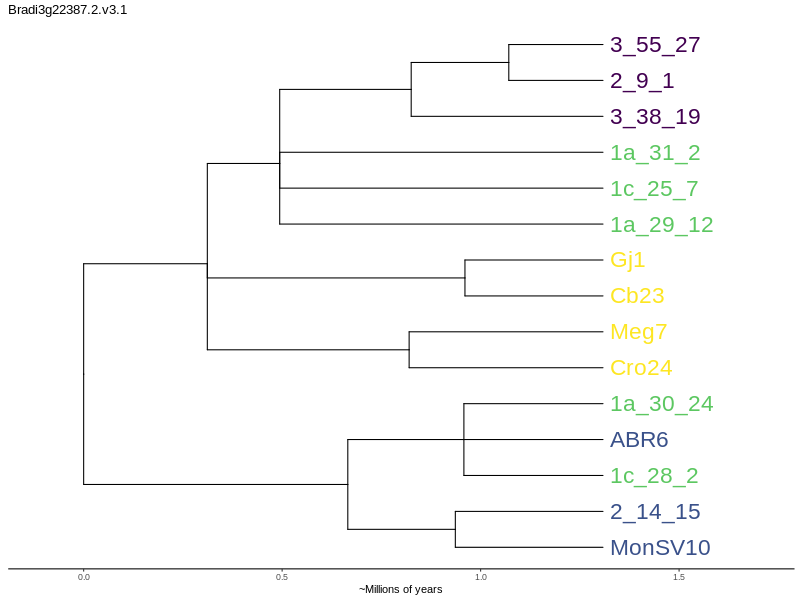 Bradi3g22387.2.v3.1
3_55_27
2_9_1
3_38_19
1a_31_2
1c_25_7
1a_29_12
Gj1
Cb23
Meg7
Cro24
1a_30_24
ABR6
1c_28_2
2_14_15
MonSV10
0.0 0.5 1.0 1.5
~Millions of years